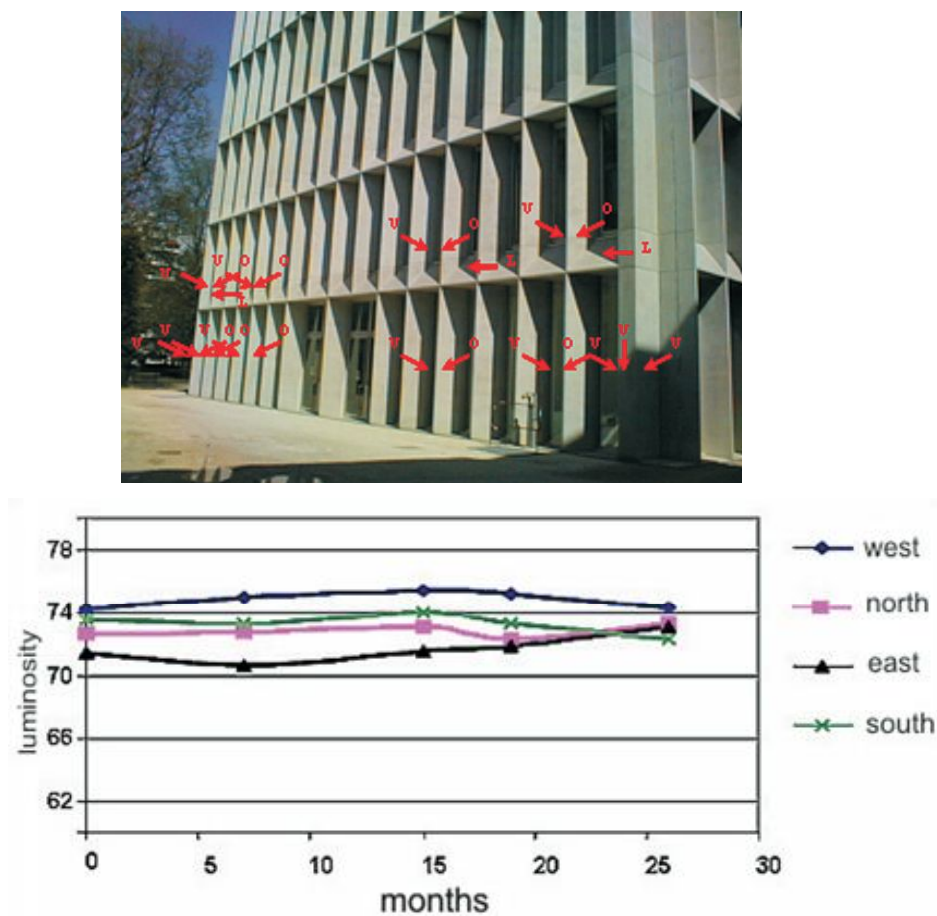 U O
U O
L
U O O L
U
L
U U O O O U
U U O U O U U
78
74
70
66
62
luminosity
0 5 10 15 20 25 30
months
west
north
east
south